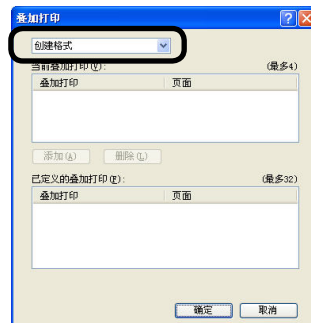 叠加打印
创建格式
当前叠加打印(V): (最多4)
叠加打印 页面
添加(A) 删除(L)
已定义的叠加打印(F): (最多32)
叠加打印 页面
确定 取消